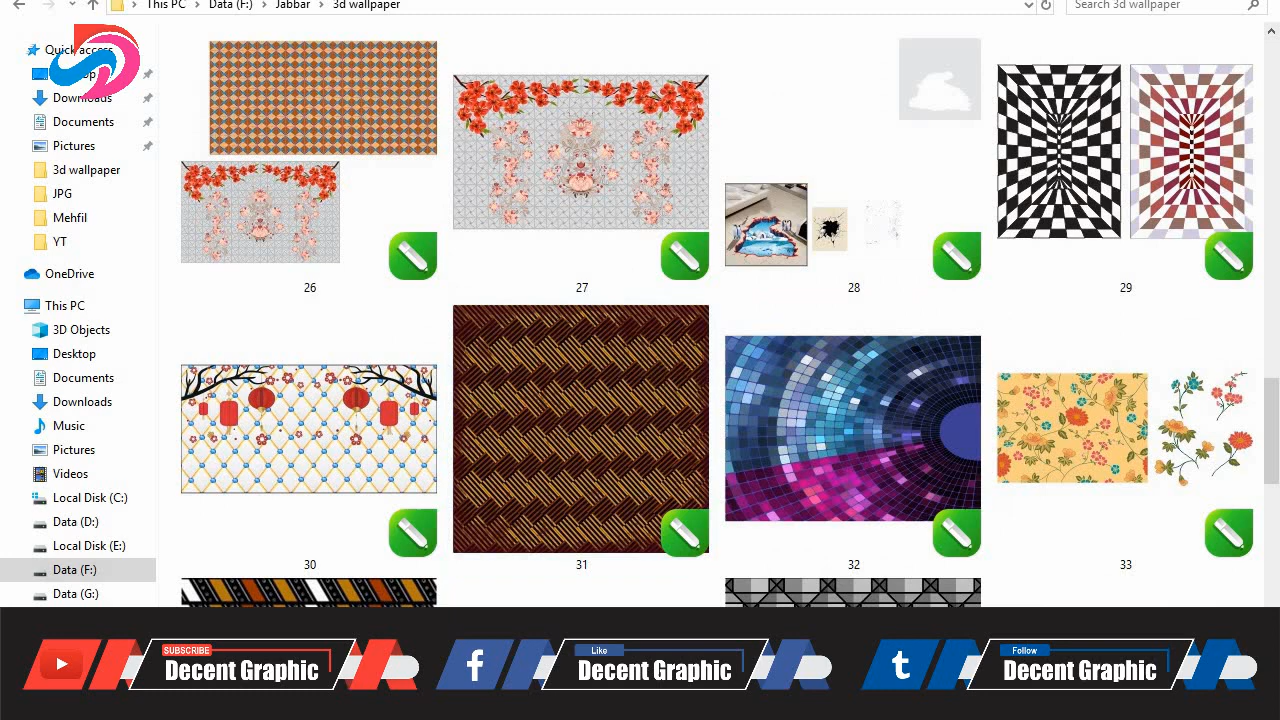 This PC
Data (F:)
Jabbar
3d wallpaper
Search 3d wallpaper
Quick access
Downloads
Documents
Pictures
3d wallpaper
JPG
Mehfil
YT
OneDrive
This PC
3D Objects
Desktop
Documents
Downloads
Music
Pictures
Videos
Local Disk (C:)
Data (D:)
Local Disk (E:)
Data (F:)
Data (G:)
26
27
28
29
30
31
32
33
SUBSCRIBE
Decent Graphic
Like
Decent Graphic
Follow
Decent Graphic